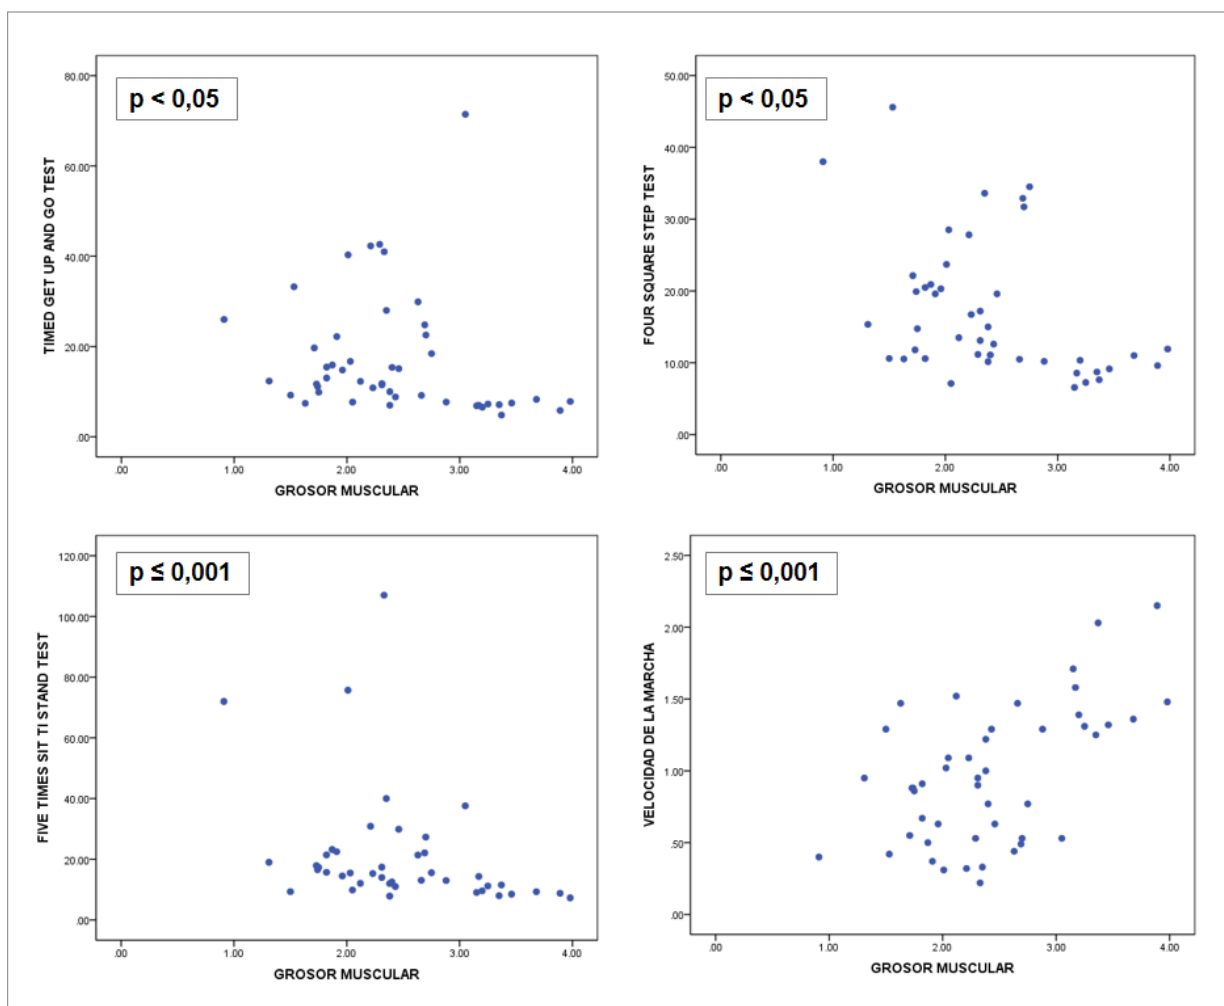 p < 0,05
TIMED GET UP AND GO TEST
80.00
60.00
40.00
20.00
.00
.00 1.00 2.00 3.00 4.00
GROSOR MUSCULAR
p < 0,05
FOUR SQUARE STEP TEST
50.00
40.00
30.00
20.00
10.00
.00
.00 1.00 2.00 3.00 4.00
GROSOR MUSCULAR
p ≤ 0,001
FIVE TIMES SIT TI STAND TEST
120.00
100.00
80.00
60.00
40.00
20.00
.00
.00 1.00 2.00 3.00 4.00
GROSOR MUSCULAR
p ≤ 0,001
VELOCIDAD DE LA MARCHA
2.50
2.00
1.50
1.00
.50
.00
.00 1.00 2.00 3.00 4.00
GROSOR MUSCULAR